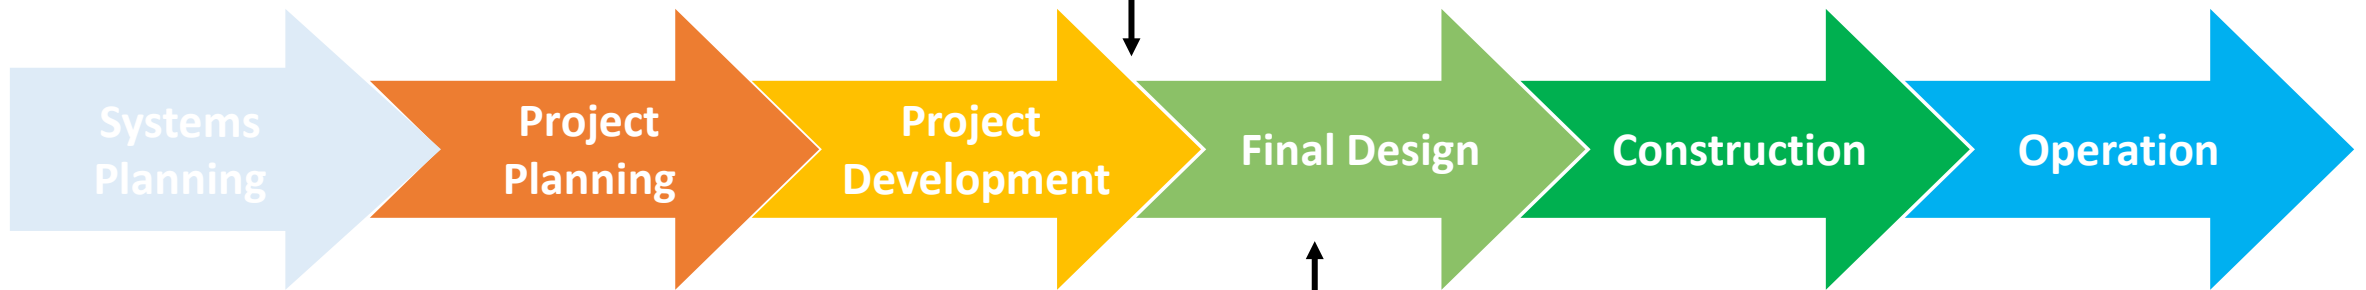 Systems
Planning
Project
Planning
Project
Development
Final Design
Construction
Operation